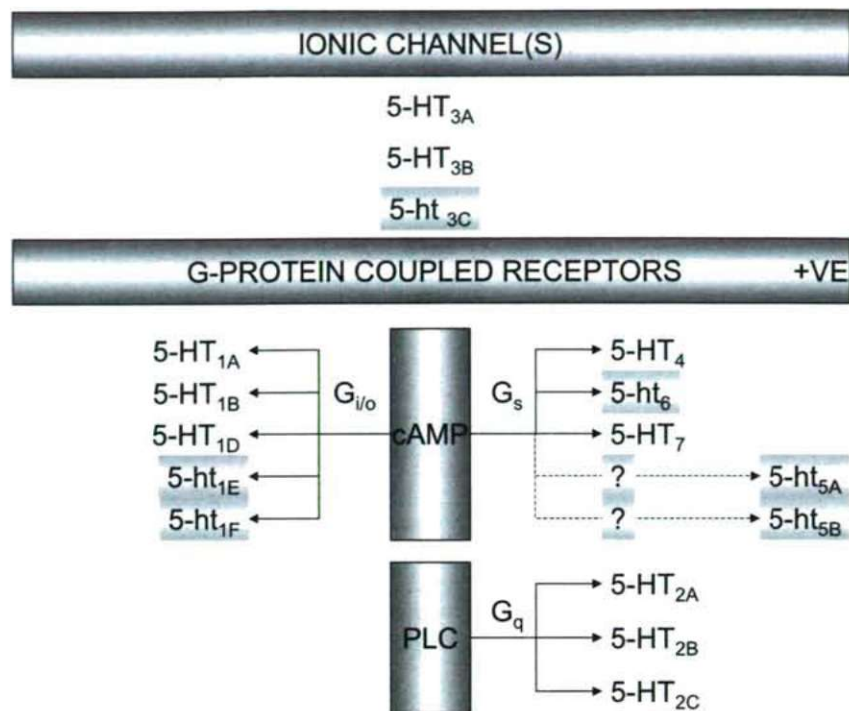 IONIC CHANNEL(S)
5-HT3A
5-HT3B
5-ht 3C
G-PROTEIN COUPLED RECEPTORS +VE
5-HT1A
5-HT1B
5-HT1D
5-ht1E
5-ht1F
Gi/o
cAMP
Gs
5-HT4
5-ht6
5-HT7
? 5-ht5A
? 5-ht5B
PLC
Gq
5-HT2A
5-HT2B
5-HT2C